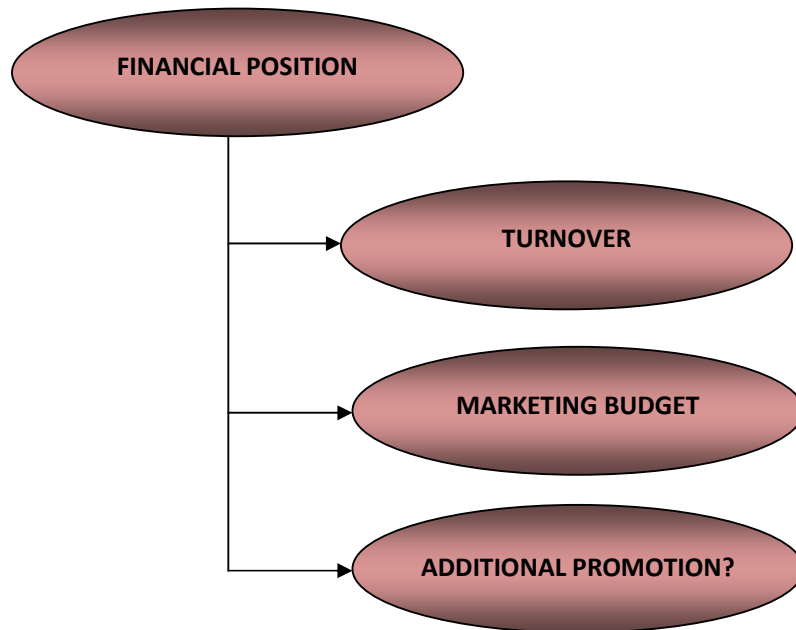 FINANCIAL POSITION
TURNOVER
MARKETING BUDGET
ADDITIONAL PROMOTION?